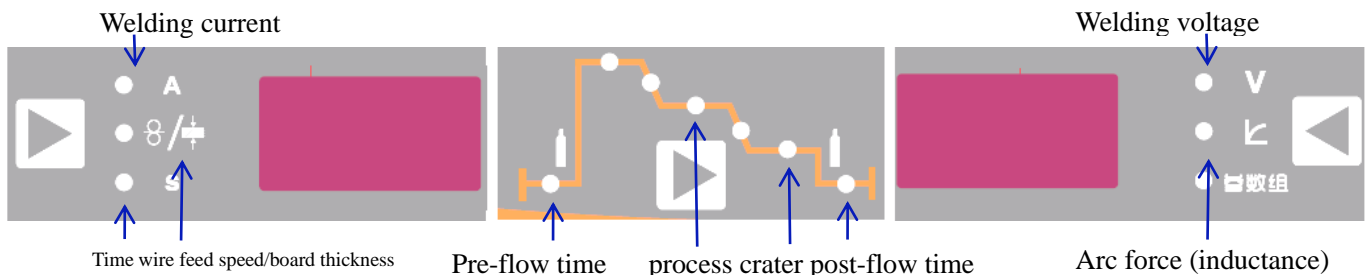 Welding current
Welding voltage
A
V
/
S
数组
Time wire feed speed/board thickness
Pre-flow time
process crater post-flow time
Arc force (inductance)